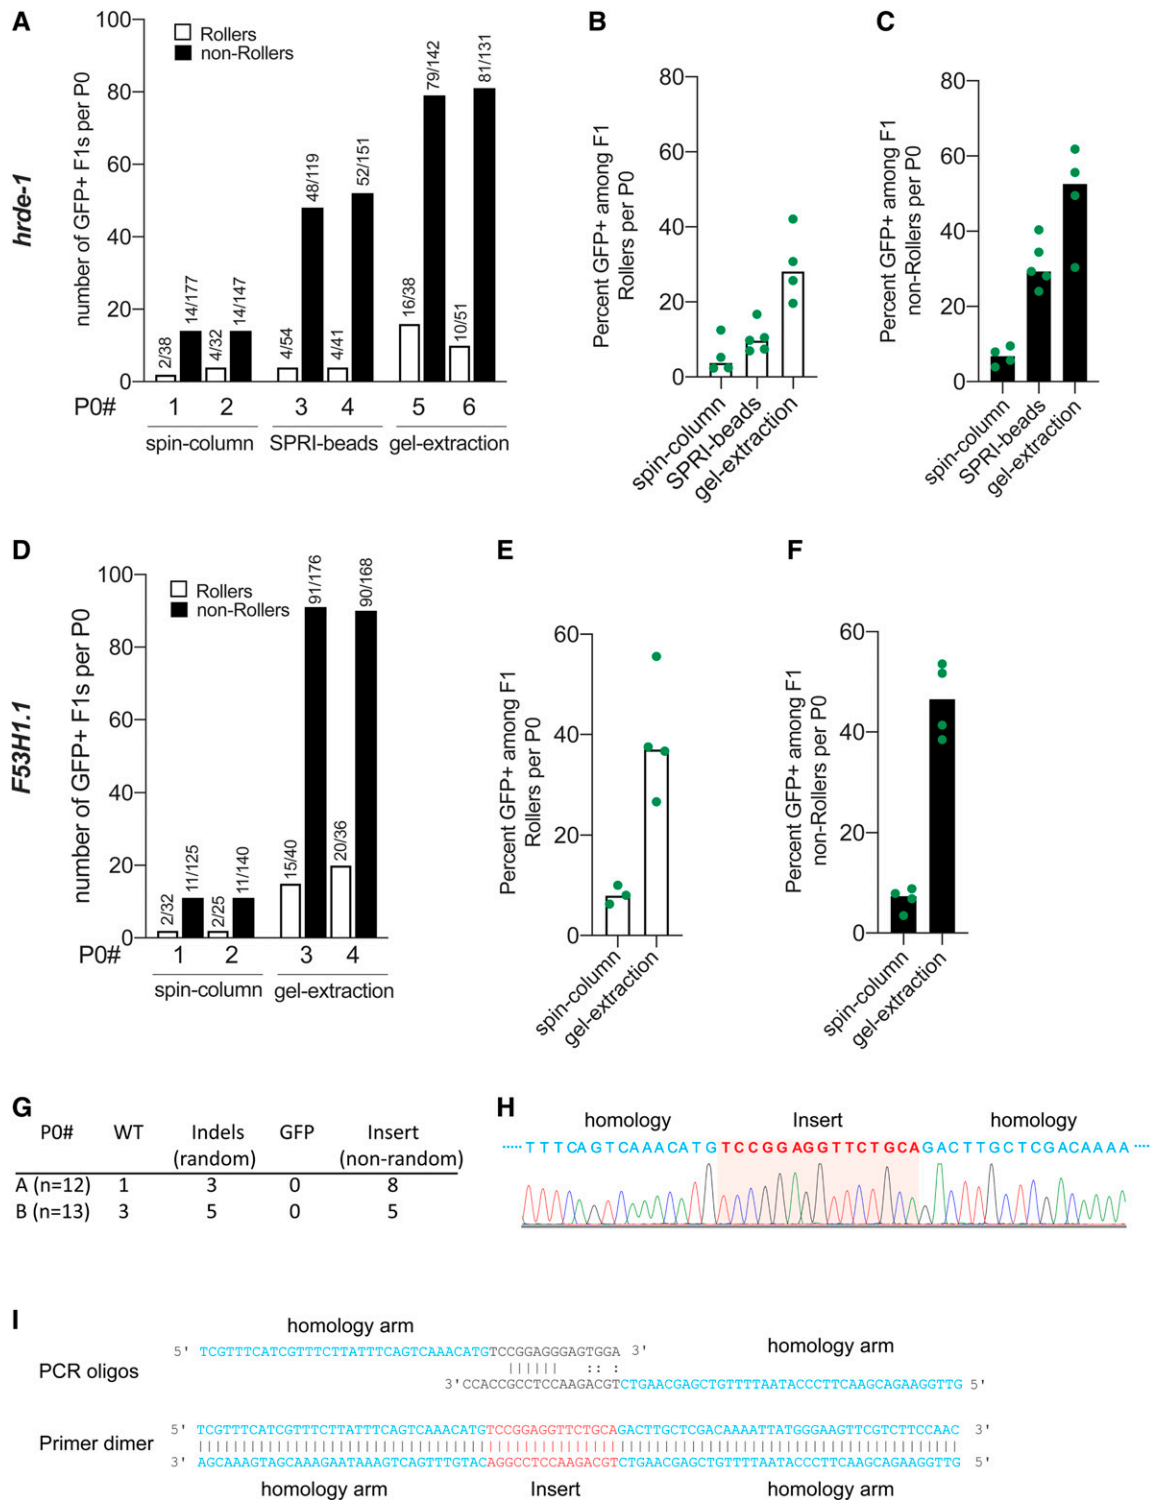 A
hrde-1
number of GFP+ F1s per P0
100
80
60
40
20
0
Rollers
non-Rollers
2/38
14/177
4/32
14/147
4/54
48/119
4/41
52/151
16/38
79/142
10/51
81/131
P0# 1 2 3 4 5 6
spin-column SPRI-beads gel-extraction
B
Percent GFP+ among F1
Rollers per P0
80
60
40
20
0
spin-column
SPRI-beads
gel-extraction
C
Percent GFP+ among F1
non-Rollers per P0
80
60
40
20
0
spin-column
SPRI-beads
gel-extraction
D
F53H1.1
number of GFP+ F1s per P0
100
80
60
40
20
0
Rollers
non-Rollers
2/32
11/125
2/25
11/140
15/40
91/176
20/36
90/168
P0# 1 2 3 4
spin-column gel-extraction
E
Percent GFP+ among F1
Rollers per P0
60
40
20
0
spin-column
gel-extraction
F
Percent GFP+ among F1
non-Rollers per P0
60
40
20
0
spin-column
gel-extraction
G
P0# WT Indels GFP Insert
(random) (non-random)
A (n=12) 1 3 0 8
B (n=13) 3 5 0 5
H
homology Insert homology
TTTCAGTCAAACATGTCCGGAGGTTCTGCAGACTTGCTCGACAAAA
I
homology arm
5' TCGTTTCATCGTTTCTTATTTCAGTCAAACATGTCCGGAGGGAGTGGA 3'
homology arm
PCR oligos
3'CCACCGCCTCCAAGACGTCTGAACGAGCTGTTTTAATACCCTTCAAGCAGAAGGTTG 5'
5' TCGTTTCATCGTTTCTTATTTCAGTCAAACATGTCCGGAGGTTCTGCAGACTTGCTCGACAAAATTATGGGAAGTTCGTCTTCCAAC 3'
Primer dimer
3' AGCAAAGTAGCAAAGAATAAAGTCAGTTTGTACAGGCCTCCAAGACGTCTGAACGAGCTGTTTTAATACCCTTCAAGCAGAAGGTTG 5'
homology arm Insert homology arm